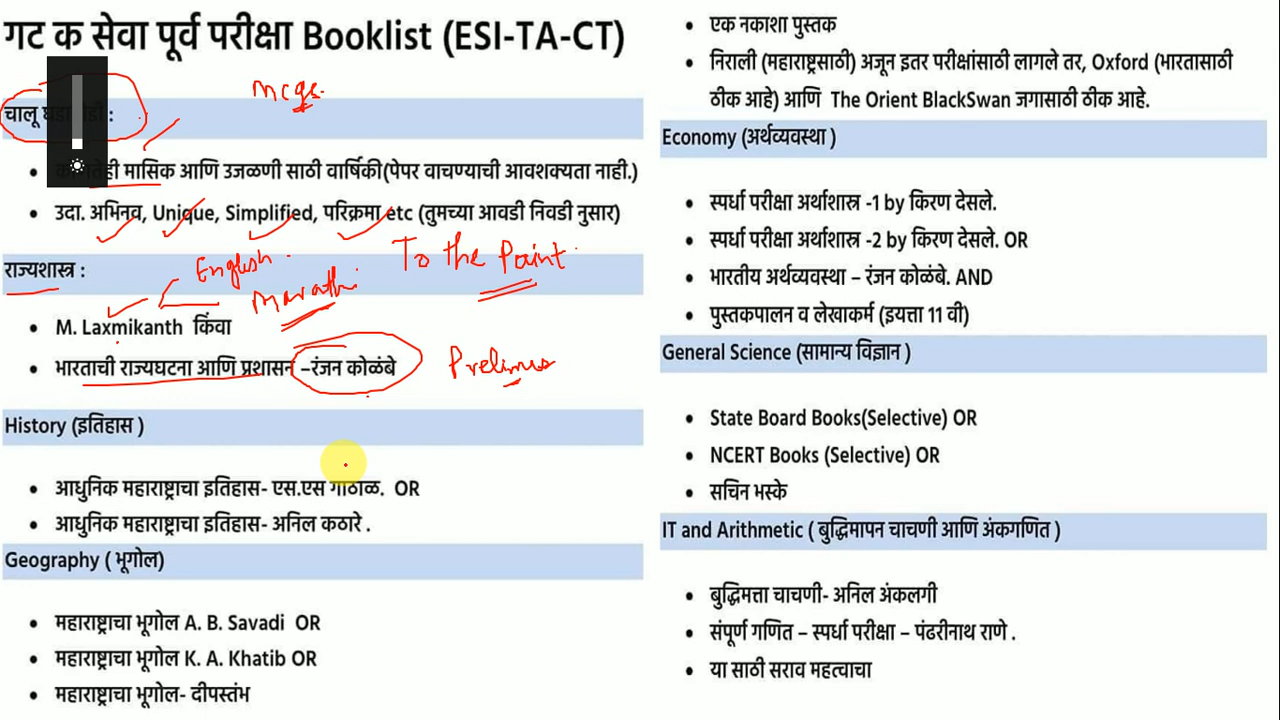 गट क सेवा पूर्व परीक्षा Booklist (ESI-TA-CT)
mcqs.
चालू :
मासिक आणि उजळणी साठी वार्षिकी(पेपर वाचण्याची आवशक्यता नाही.)
उदा. अभिनव, Unique, Simplified, परिक्रमा etc (तुमच्या आवडी निवडी नुसार)
English
To the Point
राज्यशास्त्र :
Marathi
M. Laxmikanth किंवा
भारताची राज्यघटना आणि प्रशासन –रंजन कोळंबे
Prelims
History (इतिहास )
आधुनिक महाराष्ट्राचा इतिहास- एस.एस गाठाळ. OR
आधुनिक महाराष्ट्राचा इतिहास- अनिल कठारे .
Geography ( भूगोल)
महाराष्ट्राचा भूगोल A. B. Savadi OR
महाराष्ट्राचा भूगोल K. A. Khatib OR
महाराष्ट्राचा भूगोल- दीपस्तंभ
एक नकाशा पुस्तक
निराली (महाराष्ट्रसाठी) अजून इतर परीक्षांसाठी लागले तर, Oxford (भारतासाठी
ठीक आहे) आणि The Orient BlackSwan जगासाठी ठीक आहे.
Economy (अर्थव्यवस्था )
स्पर्धा परीक्षा अर्थाशास्त्र -1 by किरण देसले.
स्पर्धा परीक्षा अर्थाशास्त्र -2 by किरण देसले. OR
भारतीय अर्थव्यवस्था – रंजन कोळंबे. AND
पुस्तकपालन व लेखाकर्म (इयत्ता 11 वी)
General Science (सामान्य विज्ञान )
State Board Books(Selective) OR
NCERT Books (Selective) OR
सचिन भस्के
IT and Arithmetic ( बुद्धिमापन चाचणी आणि अंकगणित )
बुद्धिमत्ता चाचणी- अनिल अंकलगी
संपूर्ण गणित – स्पर्धा परीक्षा – पंढरीनाथ राणे .
या साठी सराव महत्वाचा